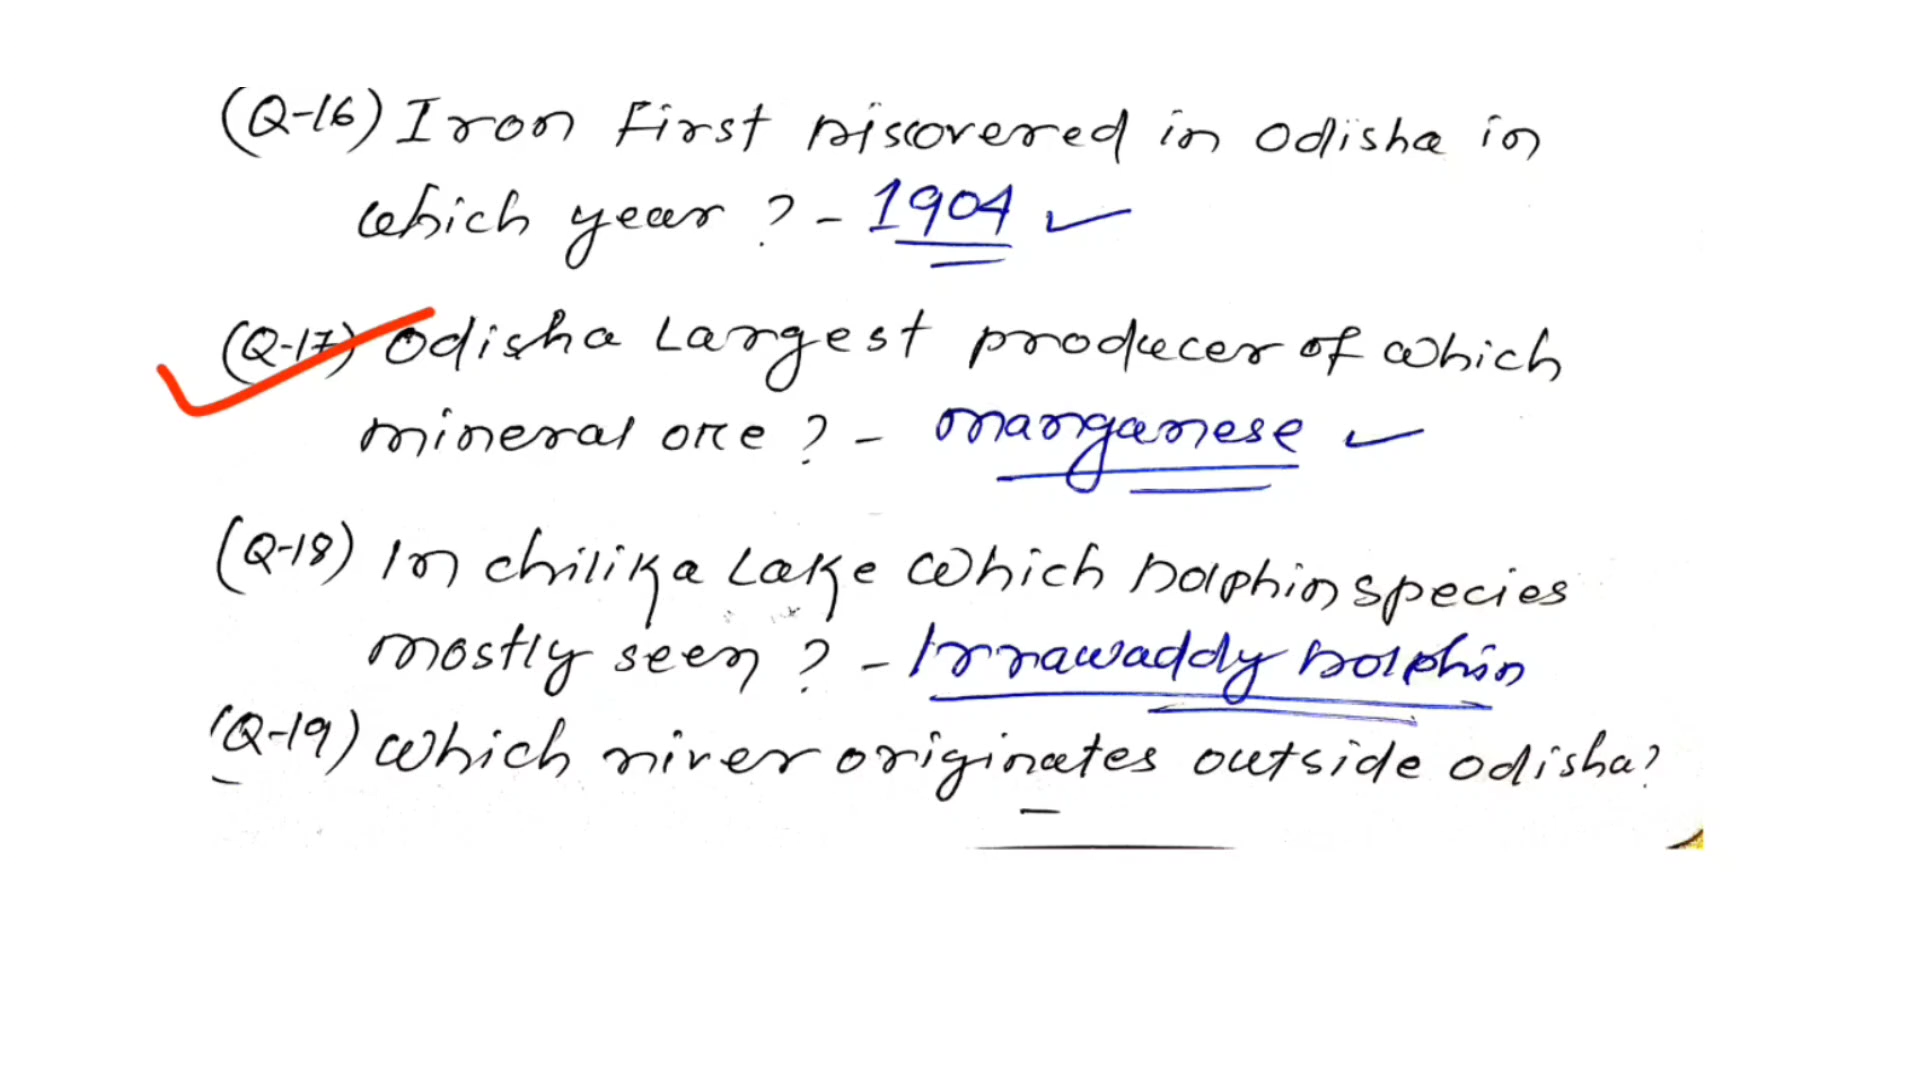 (Q-16) Iron First Discovered in Odisha in
which year ? - 1904
(Q-17) Odisha Largest producer of which
mineral ore ? - manganese
(Q-18) In chilika Lake which Dolphin species
mostly seen ? - Irrawaddy Dolphin
(Q-19) which river originates outside odisha?